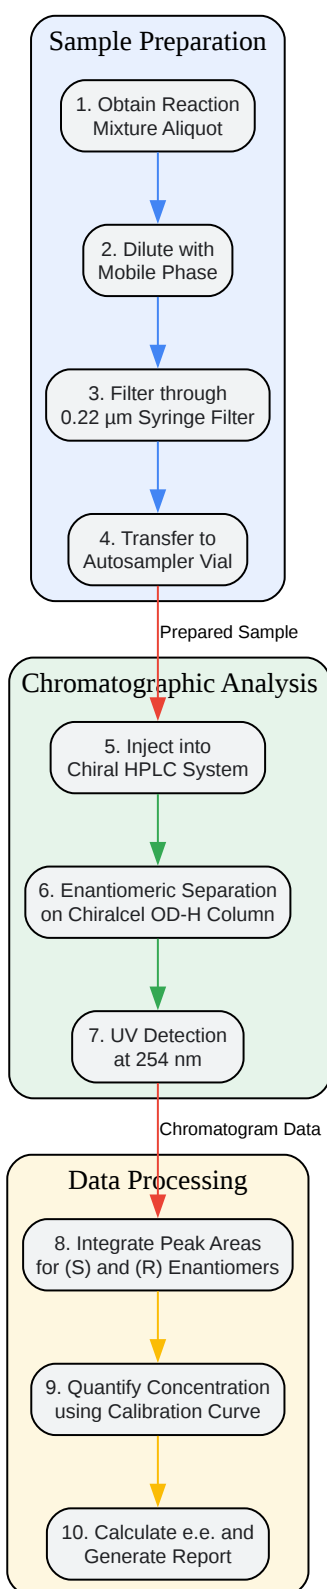 Sample Preparation
1. Obtain Reaction
Mixture Aliquot
2. Dilute with
Mobile Phase
3. Filter through
0.22 µm Syringe Filter
4. Transfer to
Autosampler Vial
Prepared Sample
Chromatographic Analysis
5. Inject into
Chiral HPLC System
6. Enantiomeric Separation
on Chiralcel OD-H Column
7. UV Detection
at 254 nm
Chromatogram Data
Data Processing
8. Integrate Peak Areas
for (S) and (R) Enantiomers
9. Quantify Concentration
using Calibration Curve
10. Calculate e.e. and
Generate Report